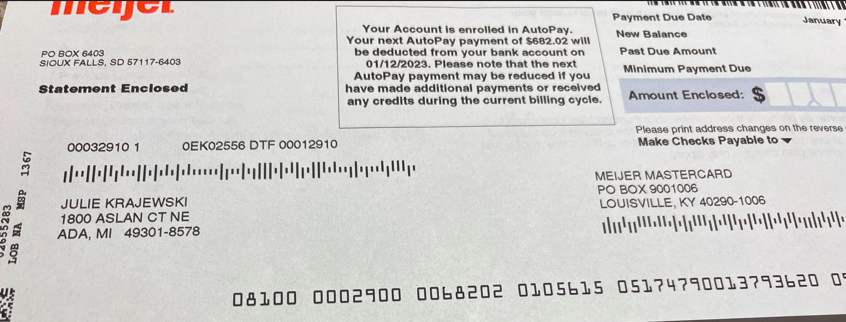 meijer
PO BOX 6403
SIOUX FALLS, SD 57117-6403
Statement Enclosed
Your Account is enrolled in AutoPay.
Your next AutoPay payment of $682.02 will
be deducted from your bank account on
01/12/2023. Please note that the next
AutoPay payment may be reduced if you
have made additional payments or received
any credits during the current billing cycle.
Payment Due Date January
New Balance
Past Due Amount
Minimum Payment Due
Amount Enclosed: $
Please print address changes on the reverse
Make Checks Payable to
00032910 1 0EK02556 DTF 00012910
JULIE KRAJEWSKI
1800 ASLAN CT NE
ADA, MI 49301-8578
MEIJER MASTERCARD
PO BOX 9001006
LOUISVILLE, KY 40290-1006
02655283
LOB NA MSP 1367
08100 0002900 0068202 0105615 05174790013793620